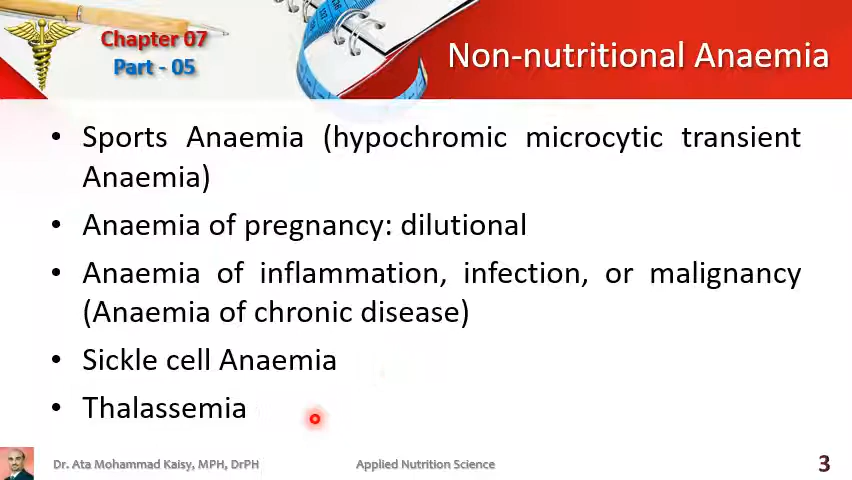 Chapter 07
Part - 05
Non-nutritional Anaemia
• Sports Anaemia (hypochromic microcytic transient
Anaemia)
• Anaemia of pregnancy: dilutional
• Anaemia of inflammation, infection, or malignancy
(Anaemia of chronic disease)
• Sickle cell Anaemia
• Thalassemia
Dr. Ata Mohammad Kaisy, MPH, DrPH
Applied Nutrition Science
3